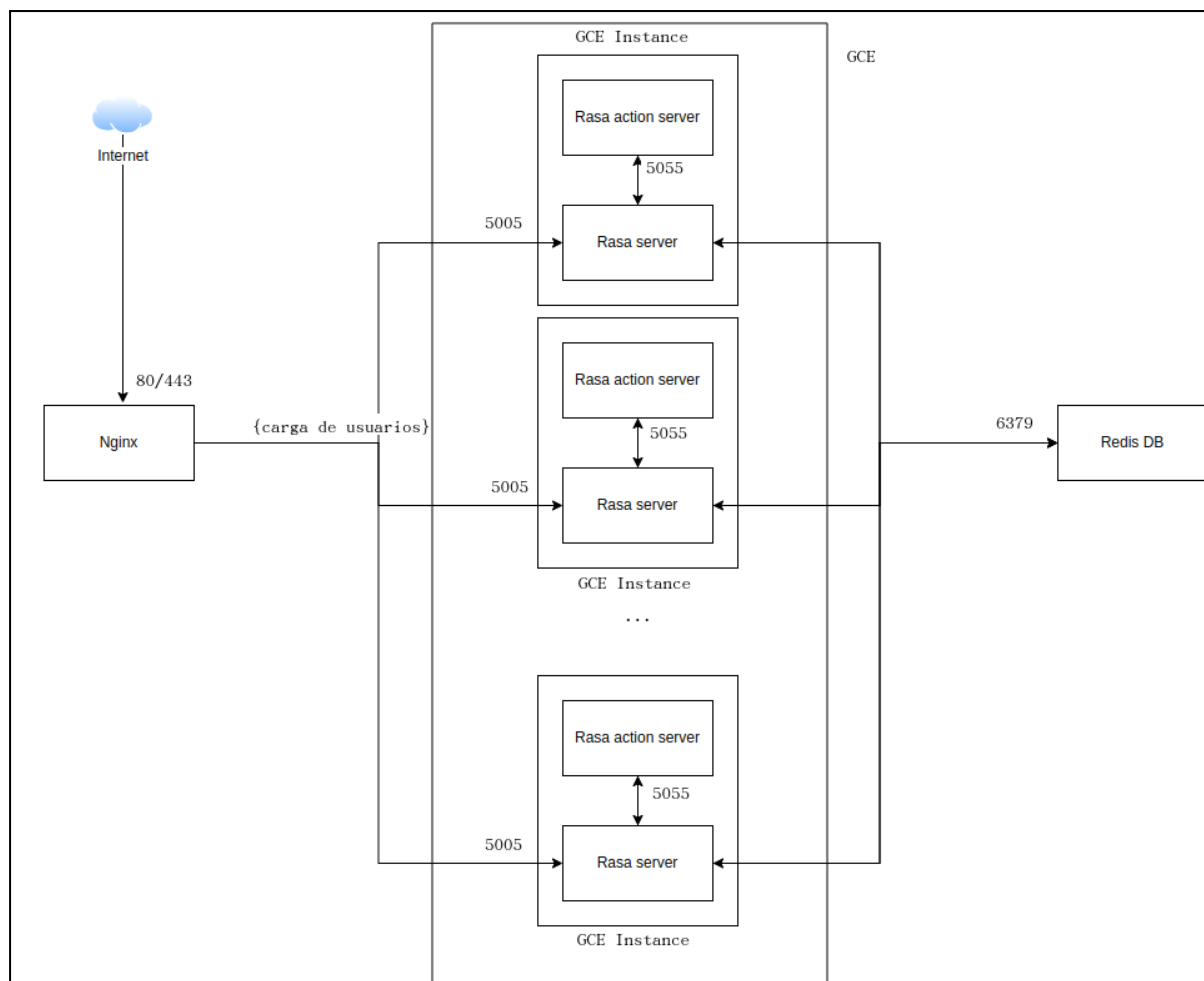 GCE Instance
GCE
Rasa action server
Internet
5055
5005
Rasa server
Rasa action server
80/443
{carga de usuarios}
5055
6379
Nginx
Redis DB
5005
Rasa server
GCE Instance
...
Rasa action server
5055
5005
Rasa server
GCE Instance